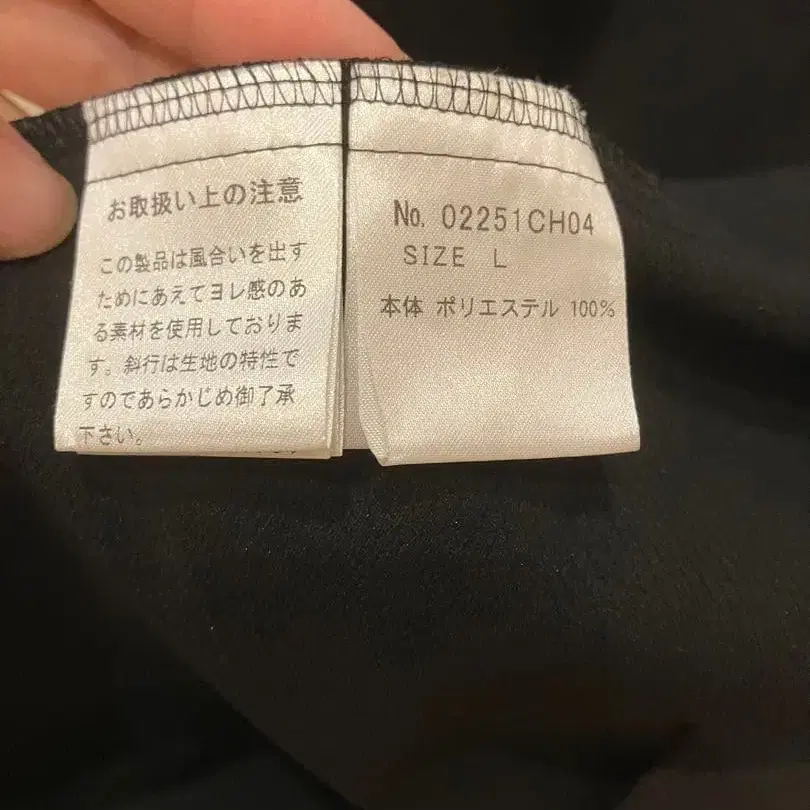 お取扱い上の注意
この製品は風合いを出す
ためにあえてヨレ感のあ
る素材を使用しておりま
す。斜行は生地の特性で
すのであらかじめ御了承
下さい。
No. 02251CH04
SIZE L
本体 ポリエステル 100%